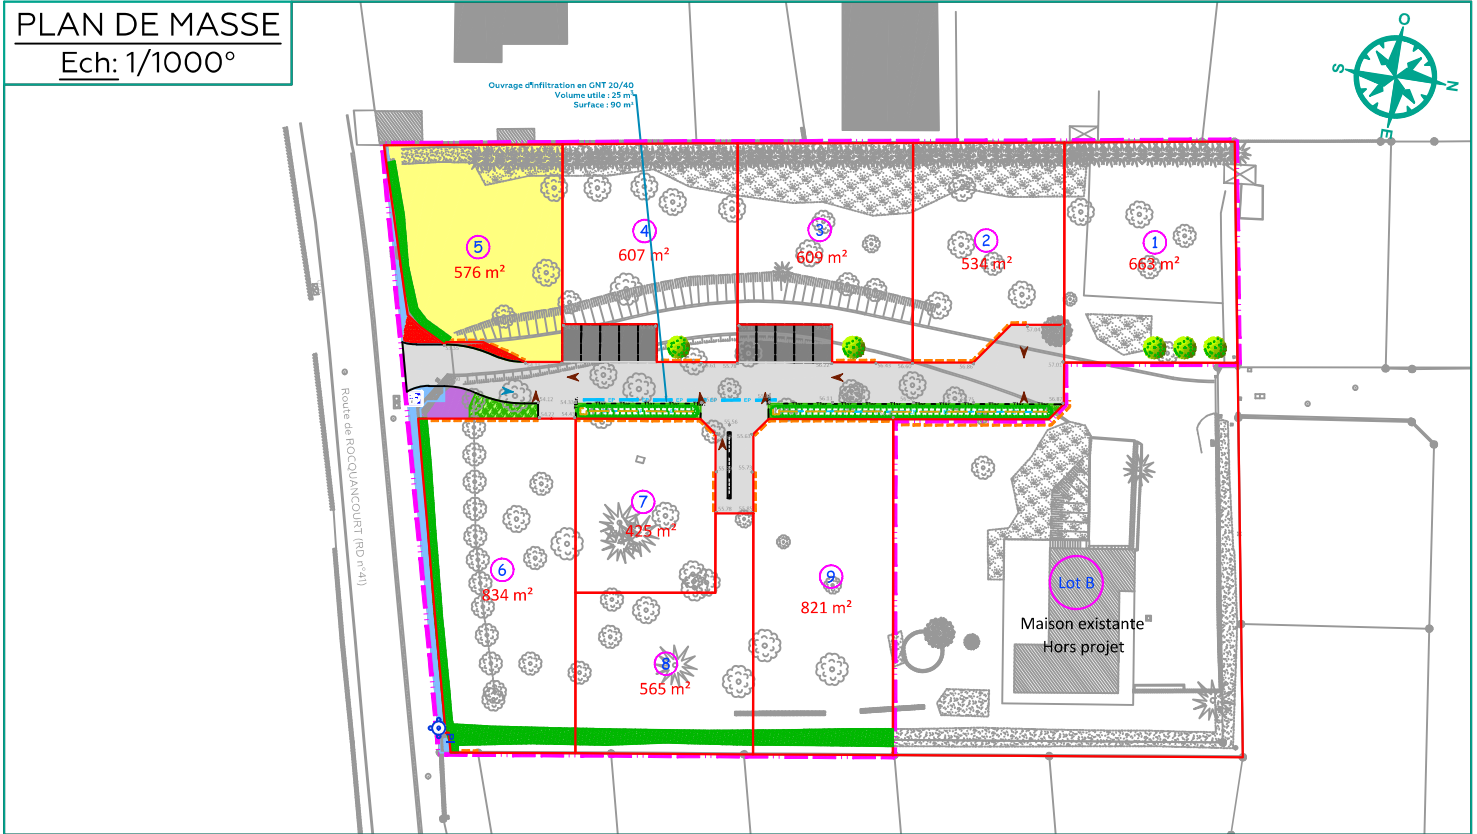 PLAN DE MASSE
Ech: 1/1000°
O
S
N
E
Ouvrage d'infiltration en GNT 20/40
Volume utile : 25 m³
Surface : 90 m²
5
576 m²
4
607 m²
3
609 m²
2
534 m²
1
663 m²
Route de ROCQUANCOURT (RD n°41)
7
425 m²
6
834 m²
9
821 m²
8
565 m²
Lot B
Maison existante
Hors projet